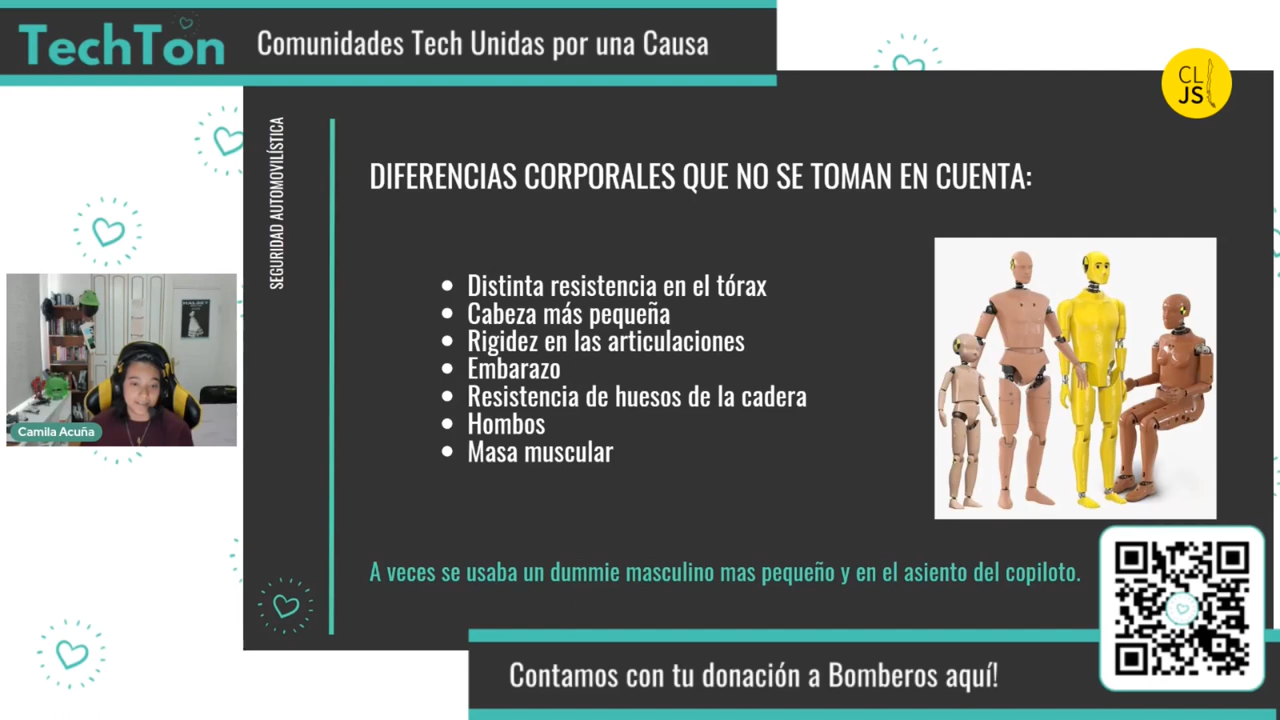 TechTon
Comunidades Tech Unidas por una Causa
CL
JS
SEGURIDAD AUTOMOVILÍSTICA
DIFERENCIAS CORPORALES QUE NO SE TOMAN EN CUENTA:
Distinta resistencia en el tórax
Cabeza más pequeña
Rigidez en las articulaciones
Embarazo
Resistencia de huesos de la cadera
Hombos
Masa muscular
Camila Acuña
A veces se usaba un dummie masculino mas pequeño y en el asiento del copiloto.
Contamos con tu donación a Bomberos aquí!